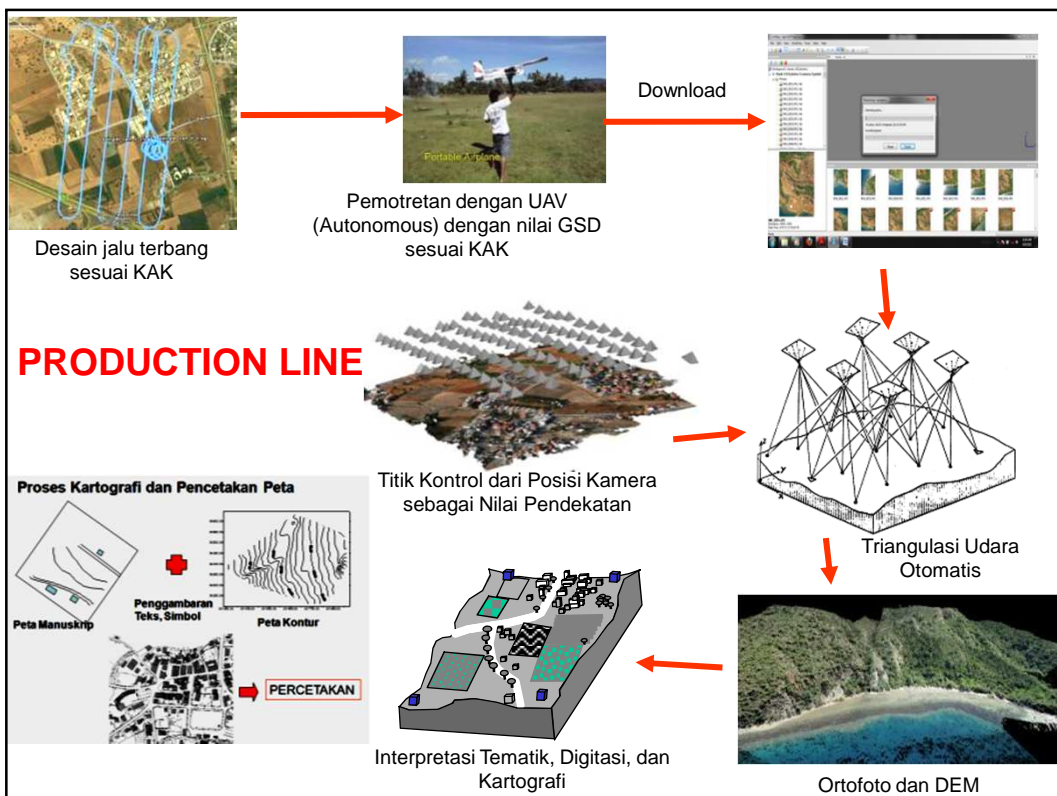 Desain jalu terbang
sesuai KAK
Portable Airplane
Pemotretan dengan UAV
(Autonomous) dengan nilai GSD
sesuai KAK
Download
PRODUCTION LINE
Titik Kontrol dari Posisi Kamera
sebagai Nilai Pendekatan
Triangulasi Udara
Otomatis
Proses Kartografi dan Pencetakan Peta
Peta Manuskrip
Penggambaran
Teks, Simbol
Peta Kontur
PERCETAKAN
Interpretasi Tematik, Digitasi, dan
Kartografi
Ortofoto dan DEM